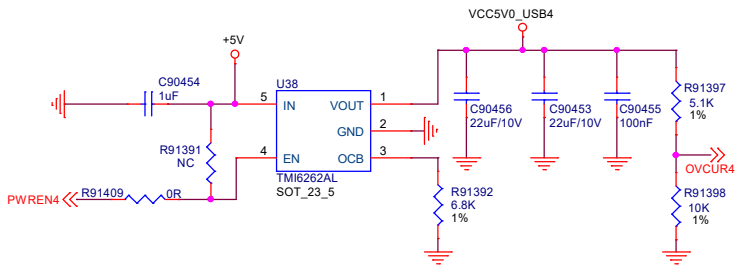 VCC5V0_USB4
+5V
C90454
1uF
U38
5 IN VOUT 1
GND 2
4 EN OCB 3
TMI6262AL
SOT_23_5
R91391
NC
PWREN4
R91409
0R
C90456
22uF/10V
C90453
22uF/10V
C90455
100nF
R91397
5.1K
1%
OVCUR4
R91392
6.8K
1%
R91398
10K
1%